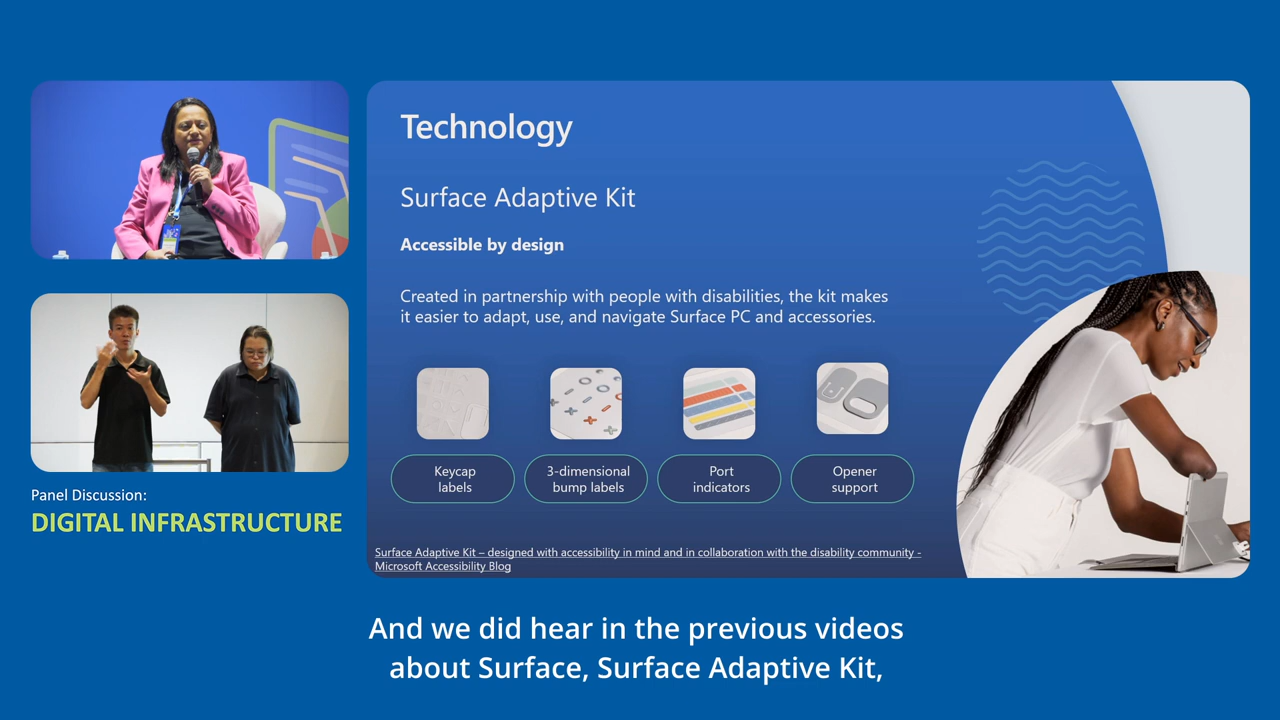 Technology
Surface Adaptive Kit
Accessible by design
Created in partnership with people with disabilities, the kit makes
it easier to adapt, use, and navigate Surface PC and accessories.
Keycap
labels
3-dimensional
bump labels
Port
indicators
Opener
support
Surface Adaptive Kit – designed with accessibility in mind and in collaboration with the disability community -
Microsoft Accessibility Blog
Panel Discussion:
DIGITAL INFRASTRUCTURE
And we did hear in the previous videos
about Surface, Surface Adaptive Kit,